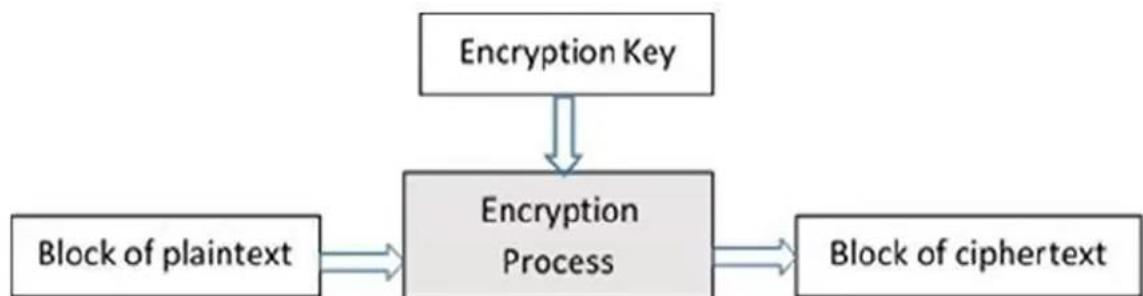 Encryption Key
Encryption
Process
Block of plaintext
Block of ciphertext